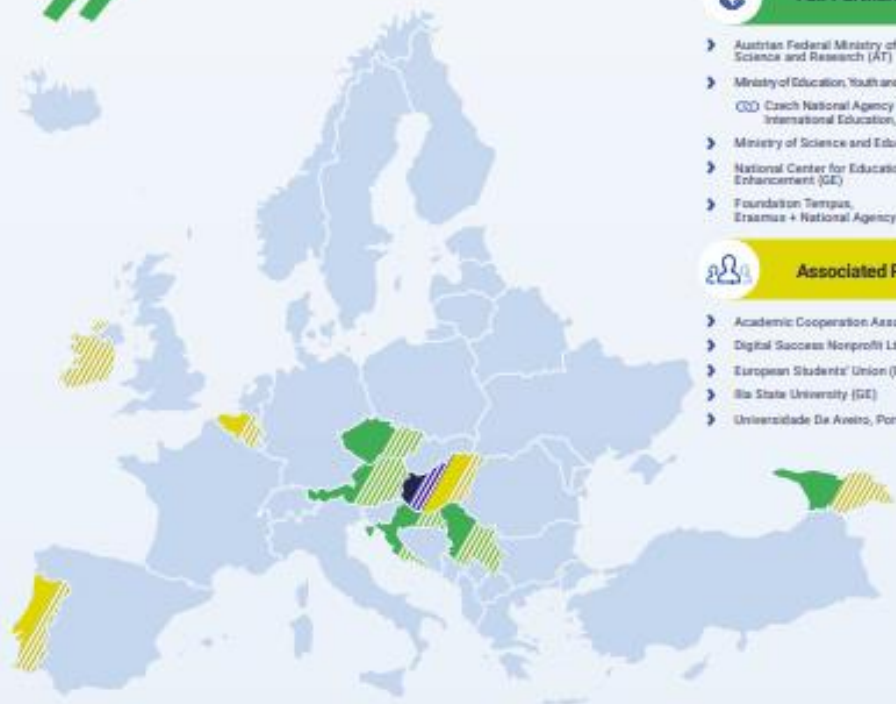 Austrian Federal Ministry of
Science and Research (AT)
Ministry of Education, Youth and
Czech National Agency
International Education,
Ministry of Science and Edu
National Center for Educatio
Enhancement (GE)
Foundation Tempus,
Erasmus + National Agency
Associated P
Academic Cooperation Asso
Digital Success Nonprofit Lt
European Students' Union (
Ilia State University (GE)
Universidade De Aveiro, Por